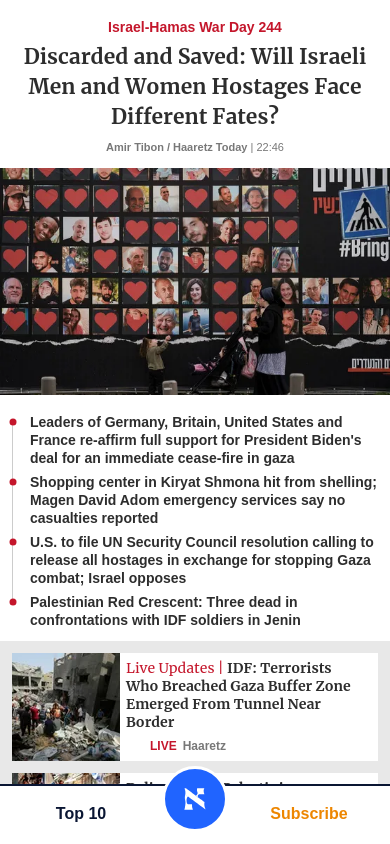 Israel-Hamas War Day 244
Discarded and Saved: Will Israeli
Men and Women Hostages Face
Different Fates?
Amir Tibon / Haaretz Today | 22:46
#Bring
Leaders of Germany, Britain, United States and
France re-affirm full support for President Biden's
deal for an immediate cease-fire in gaza
Shopping center in Kiryat Shmona hit from shelling;
Magen David Adom emergency services say no
casualties reported
U.S. to file UN Security Council resolution calling to
release all hostages in exchange for stopping Gaza
combat; Israel opposes
Palestinian Red Crescent: Three dead in
confrontations with IDF soldiers in Jenin
Live Updates | IDF: Terrorists
Who Breached Gaza Buffer Zone
Emerged From Tunnel Near
Border
LIVE Haaretz
Top 10
Subscribe